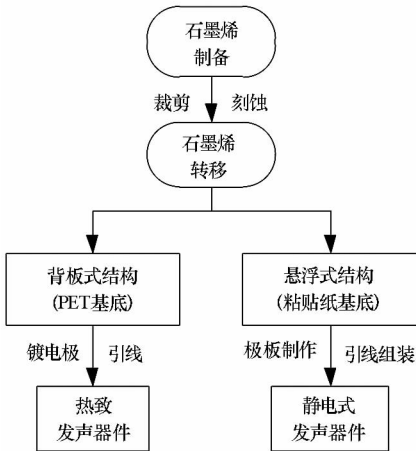 石墨烯
制备
裁剪 刻蚀
石墨烯
转移
背板式结构
(PET基底)
悬浮式结构
(粘贴纸基底)
镀电极 引线
极板制作 引线组装
热致
发声器件
静电式
发声器件